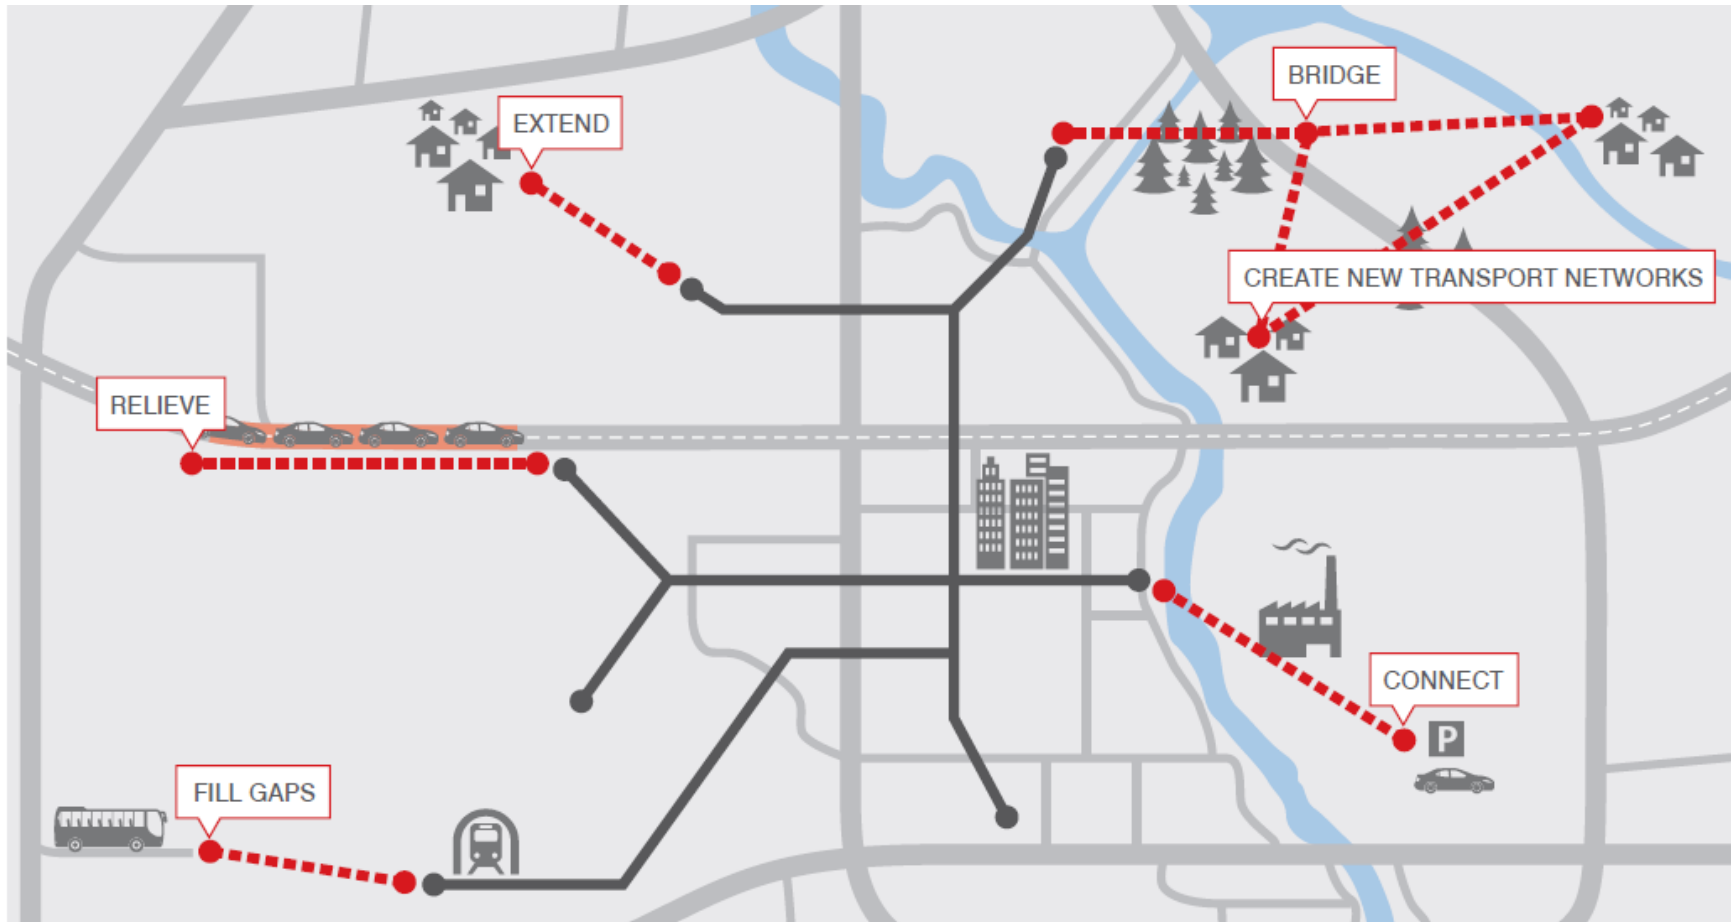 BRIDGE
EXTEND
CREATE NEW TRANSPORT NETWORKS
RELIEVE
CONNECT
P
FILL GAPS